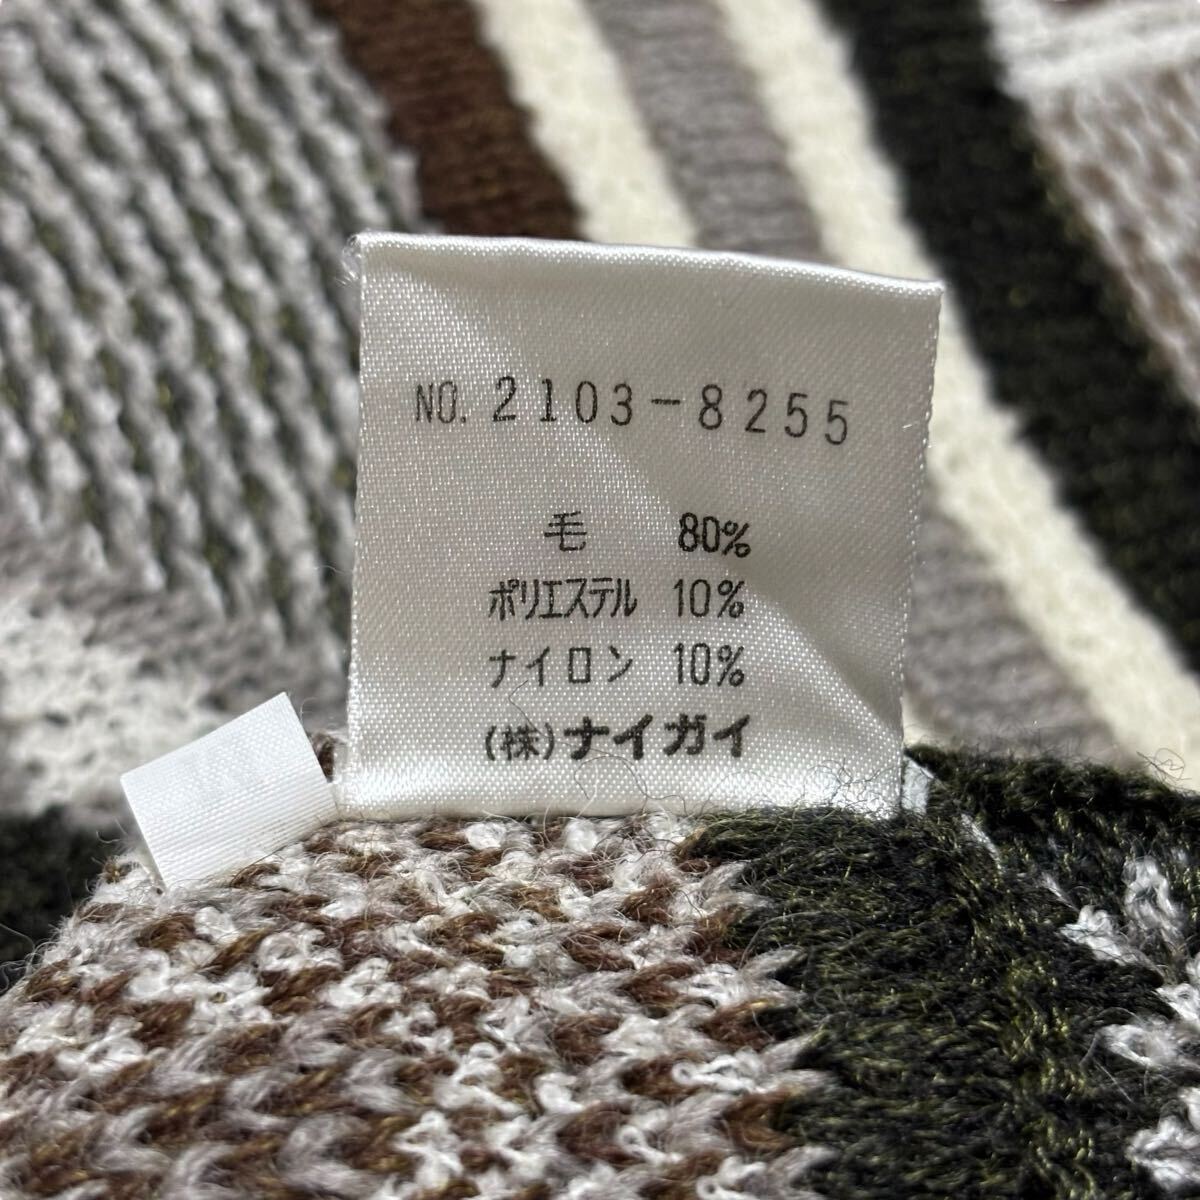 NO. 2103-8255
毛 80%
ポリエステル 10%
ナイロン 10%
(株)ナイガイ